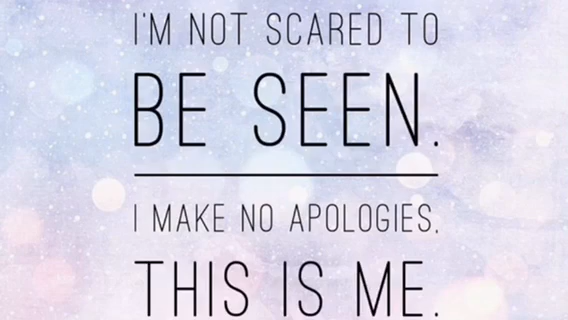 I'M NOT SCARED TO
BE SEEN.
I MAKE NO APOLOGIES,
THIS IS ME.